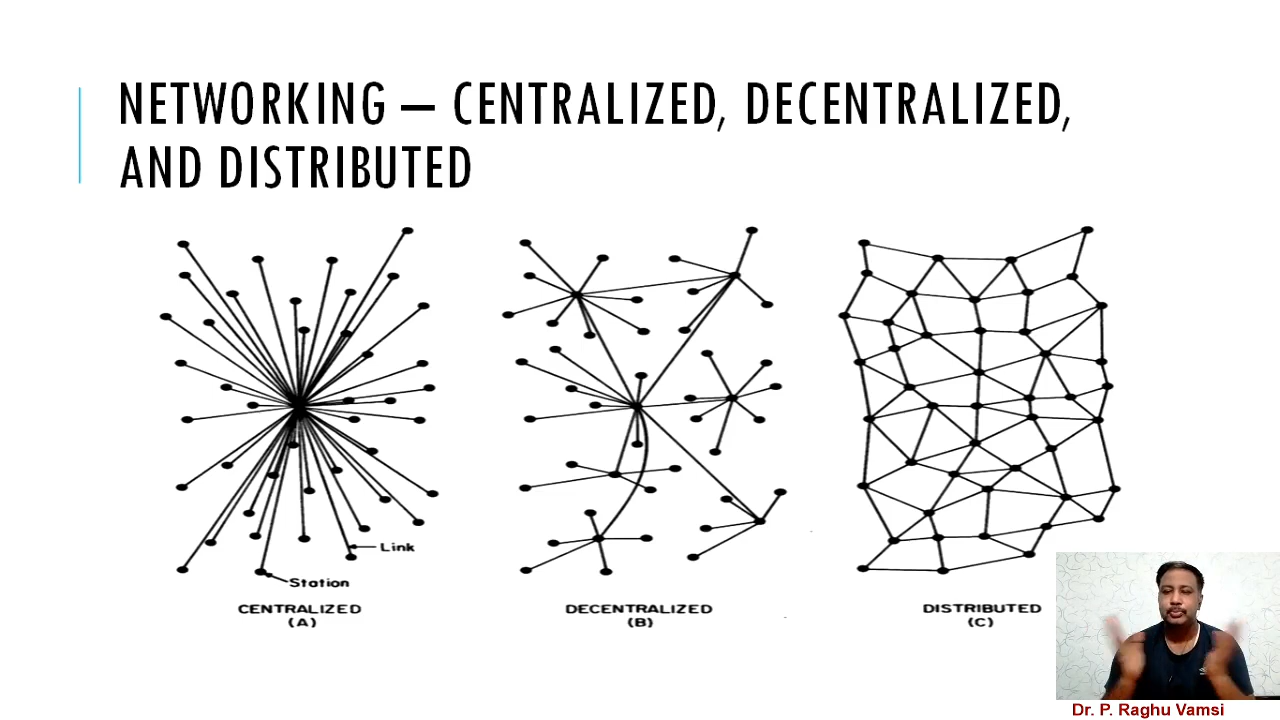 NETWORKING – CENTRALIZED, DECENTRALIZED,
AND DISTRIBUTED
Link
Station
CENTRALIZED
(A)
DECENTRALIZED
(B)
DISTRIBUTED
(C)
Dr. P. Raghu Vamsi